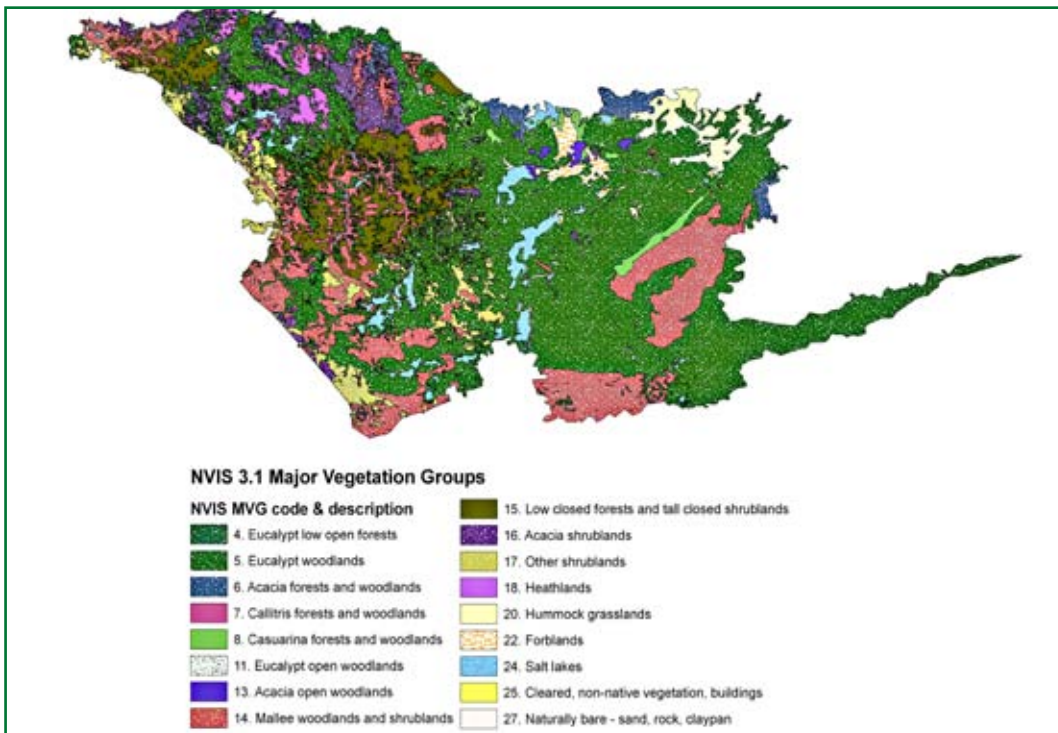 NVIS 3.1 Major Vegetation Groups
NVIS MVG code & description
4. Eucalypt low open forests
5. Eucalypt woodlands
6. Acacia forests and woodlands
7. Callitris forests and woodlands
8. Casuarina forests and woodlands
11. Eucalypt open woodlands
13. Acacia open woodlands
14. Mallee woodlands and shrublands
15. Low closed forests and tall closed shrublands
16. Acacia shrublands
17. Other shrublands
18. Heathlands
20. Hummock grasslands
22. Forblands
24. Salt lakes
25. Cleared, non-native vegetation, buildings
27. Naturally bare - sand, rock, claypan